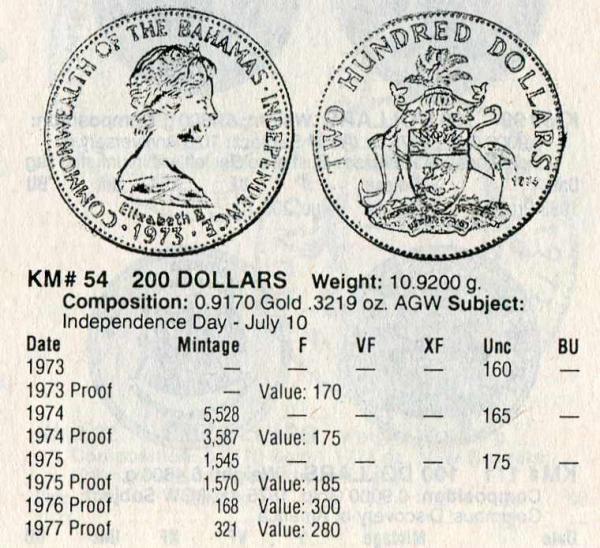 COMMONWEALTH OF THE BAHAMAS · INDEPENDENCE
Elizabeth II
· 1973 ·
TWO HUNDRED DOLLARS
KM# 54 200 DOLLARS Weight: 10.9200 g.
Composition: 0.9170 Gold .3219 oz. AGW Subject:
Independence Day - July 10
Date Mintage F VF XF Unc BU
1973 — — — — 160 —
1973 Proof — Value: 170
1974 5,528 — — — 165 —
1974 Proof 3,587 Value: 175
1975 1,545 — — — 175 —
1975 Proof 1,570 Value: 185
1976 Proof 168 Value: 300
1977 Proof 321 Value: 280